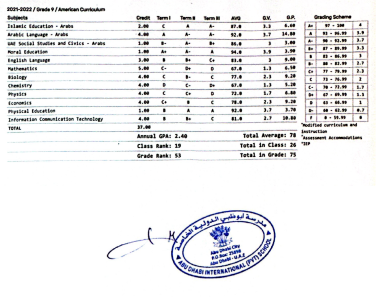 2021-2022 / Grade 9 / American Curriculum
Subjects Credit Term I Term II Term III AVG G.V. G.P.
Islamic Education - Arabs 2.00 C A A- 87.0 3.3 6.60
Arabic Language - Arabs 4.00 A A- A- 92.0 3.7 14.80
UAE Social Studies and Civics - Arabs 1.00 B- A- B+ 86.0 3 3.00
Moral Education 1.00 A- A A 94.0 3.9 3.90
English Language 3.00 B B+ C+ 83.0 3 9.00
Mathematics 5.00 C- D+ D 67.0 1.3 6.50
Biology 4.00 C B- C 77.0 2.3 9.20
Chemistry 4.00 D C- D+ 67.0 1.3 5.20
Physics 4.00 C+ C D+ 72.0 1.7 6.80
Economics 4.00 C+ B C 78.0 2.3 9.20
Physical Education 1.00 B A A 92.0 3.7 3.70
Information Communication Technology 4.00 B B+ C 81.0 2.7 10.80
TOTAL 37.00
Annual GPA: 2.40 Total Average: 78
Class Rank: 19 Total in Class: 26
Grade Rank: 53 Total in Grade: 75
Grading Scheme
A+ 97 - 100 4
A 93 - 96.99 3.9
A- 90 - 92.99 3.7
B+ 87 - 89.99 3.3
B 83 - 86.99 3
B- 80 - 82.99 2.7
C+ 77 - 79.99 2.3
C 73 - 76.99 2
C- 70 - 72.99 1.7
D+ 67 - 69.99 1.3
D 63 - 66.99 1
D- 60 - 62.99 0.7
F 0 - 59.99 0
*Modified curriculum and
instruction
*Assessment Accommodations
*IEP
مدرسة أبوظبي الدولية الخاصة
Abu Dhabi City
P.O Box: 25898
Abu Dhabi - U.A.E
ABU DHABI INTERNATIONAL (PVT) SCHOOL